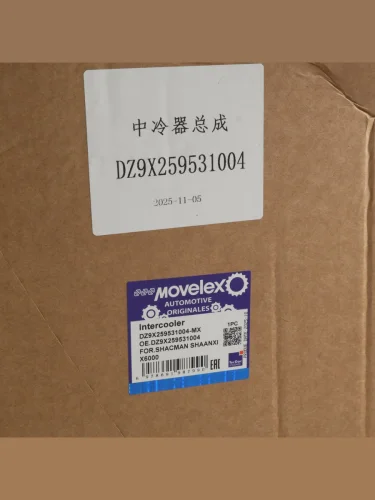 中冷器总成
DZ9X259531004
2025-11-05
MOVELEX
AUTOMOTIVE
ORIGINALES
Intercooler
DZ9X259531004-MX
OE.DZ9X259531004
FOR.SHACMAN SHAANXI
X6000
1PC
EAC